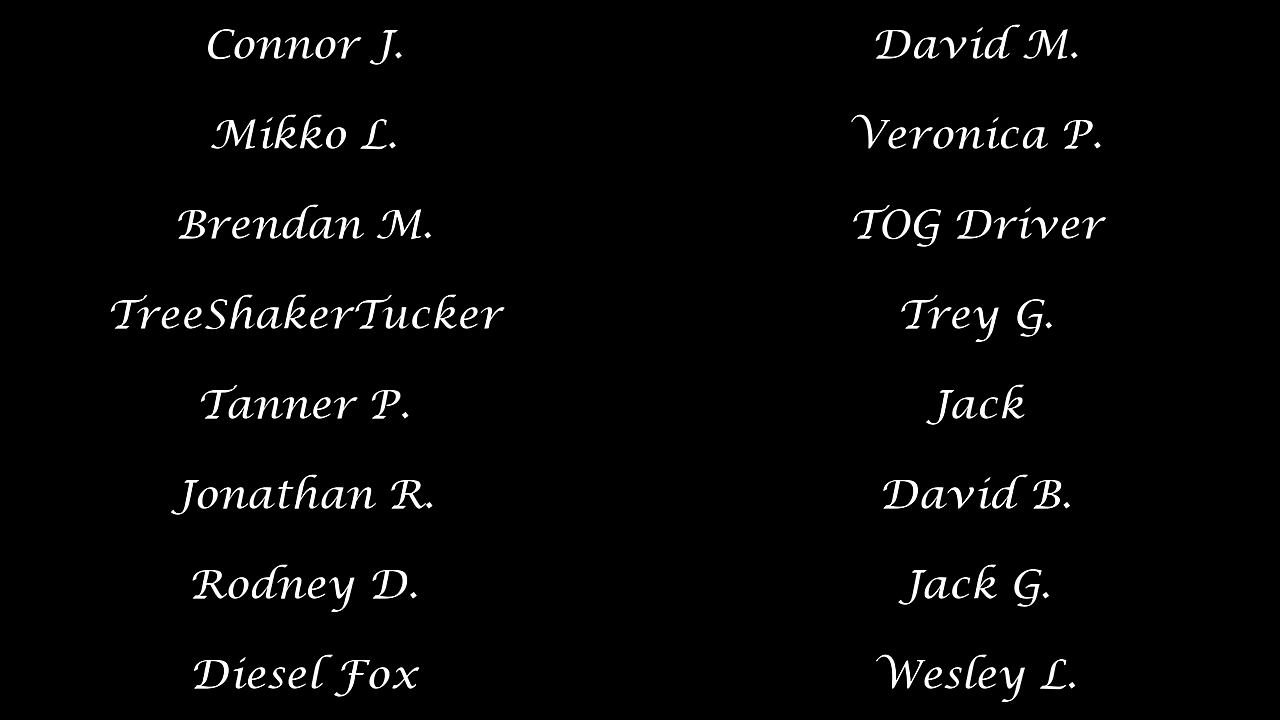 Connor J.
David M.
Mikko L.
Veronica P.
Brendan M.
TOG Driver
TreeShakerTucker
Trey G.
Tanner P.
Jack
Jonathan R.
David B.
Rodney D.
Jack G.
Diesel Fox
Wesley L.